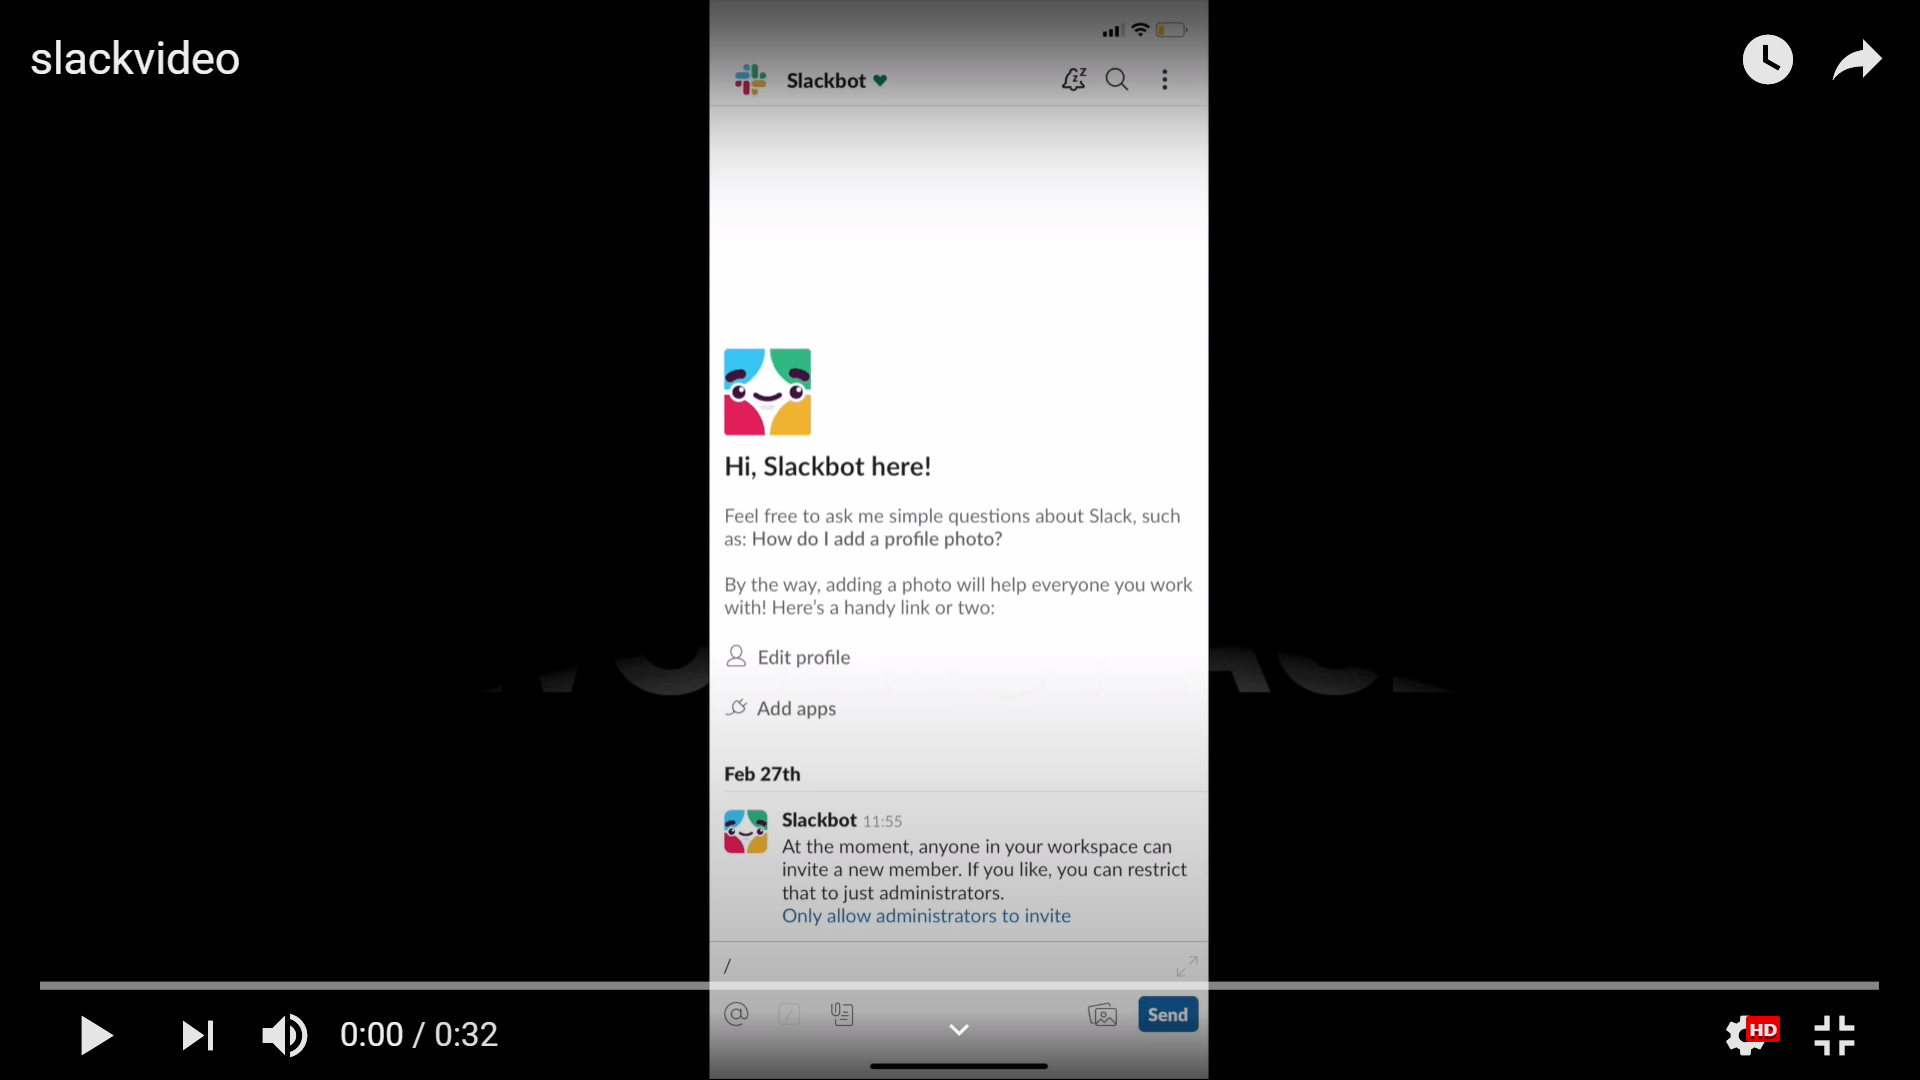 slackvideo
Slackbot
Hi, Slackbot here!
Feel free to ask me simple questions about Slack, such
as: How do I add a profile photo?
By the way, adding a photo will help everyone you work
with! Here's a handy link or two:
Edit profile
Add apps
Feb 27th
Slackbot 11:55
At the moment, anyone in your workspace can
invite a new member. If you like, you can restrict
that to just administrators.
Only allow administrators to invite
/
Send
0:00 / 0:32
HD